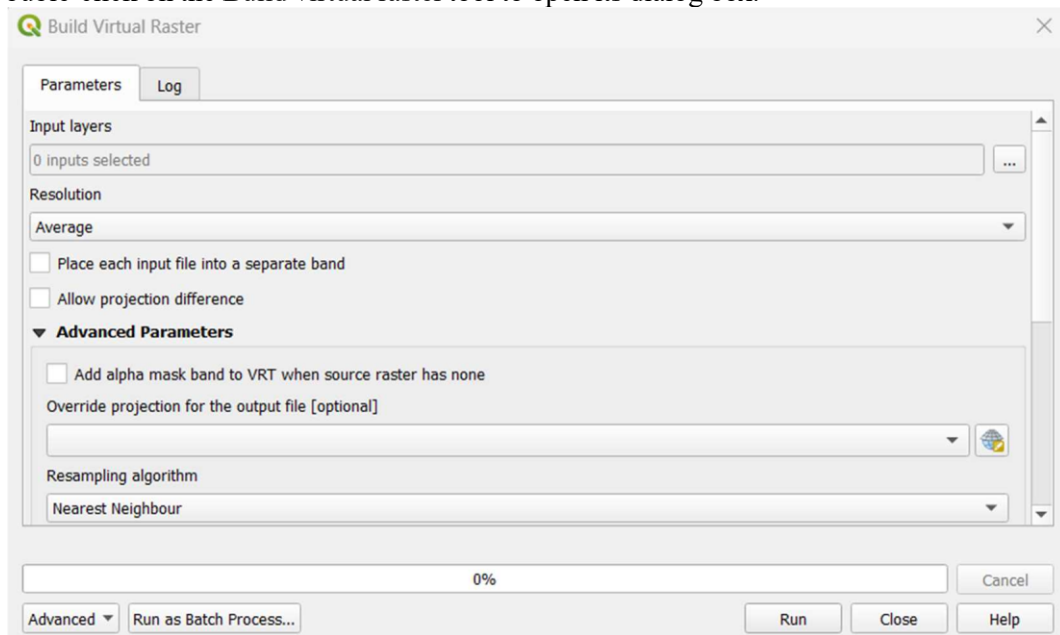 Build Virtual Raster
Parameters Log
Input layers
0 inputs selected ...
Resolution
Average
Place each input file into a separate band
Allow projection difference
Advanced Parameters
Add alpha mask band to VRT when source raster has none
Override projection for the output file [optional]
Resampling algorithm
Nearest Neighbour
0% Cancel
Advanced Run as Batch Process... Run Close Help